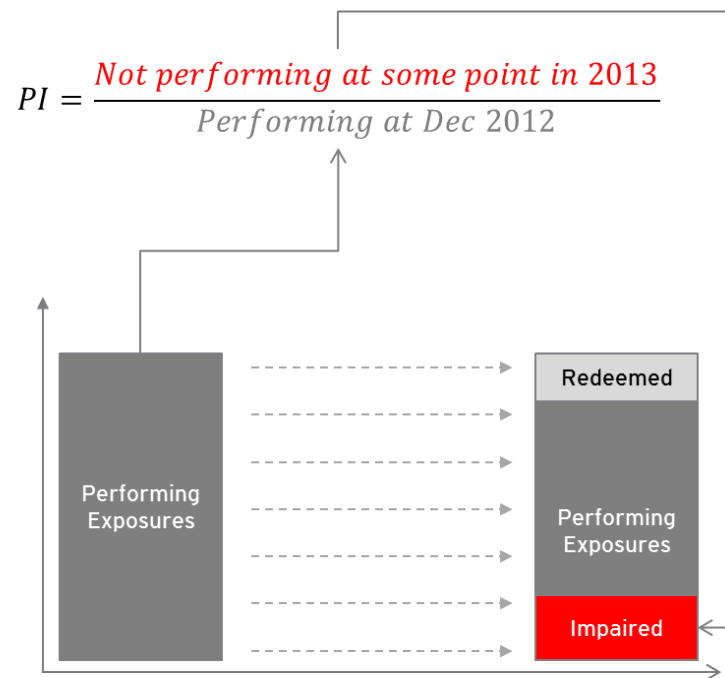 PI = Not performing at some point in 2013
Performing at Dec 2012
Redeemed
Performing
Exposures
Performing
Exposures
Impaired